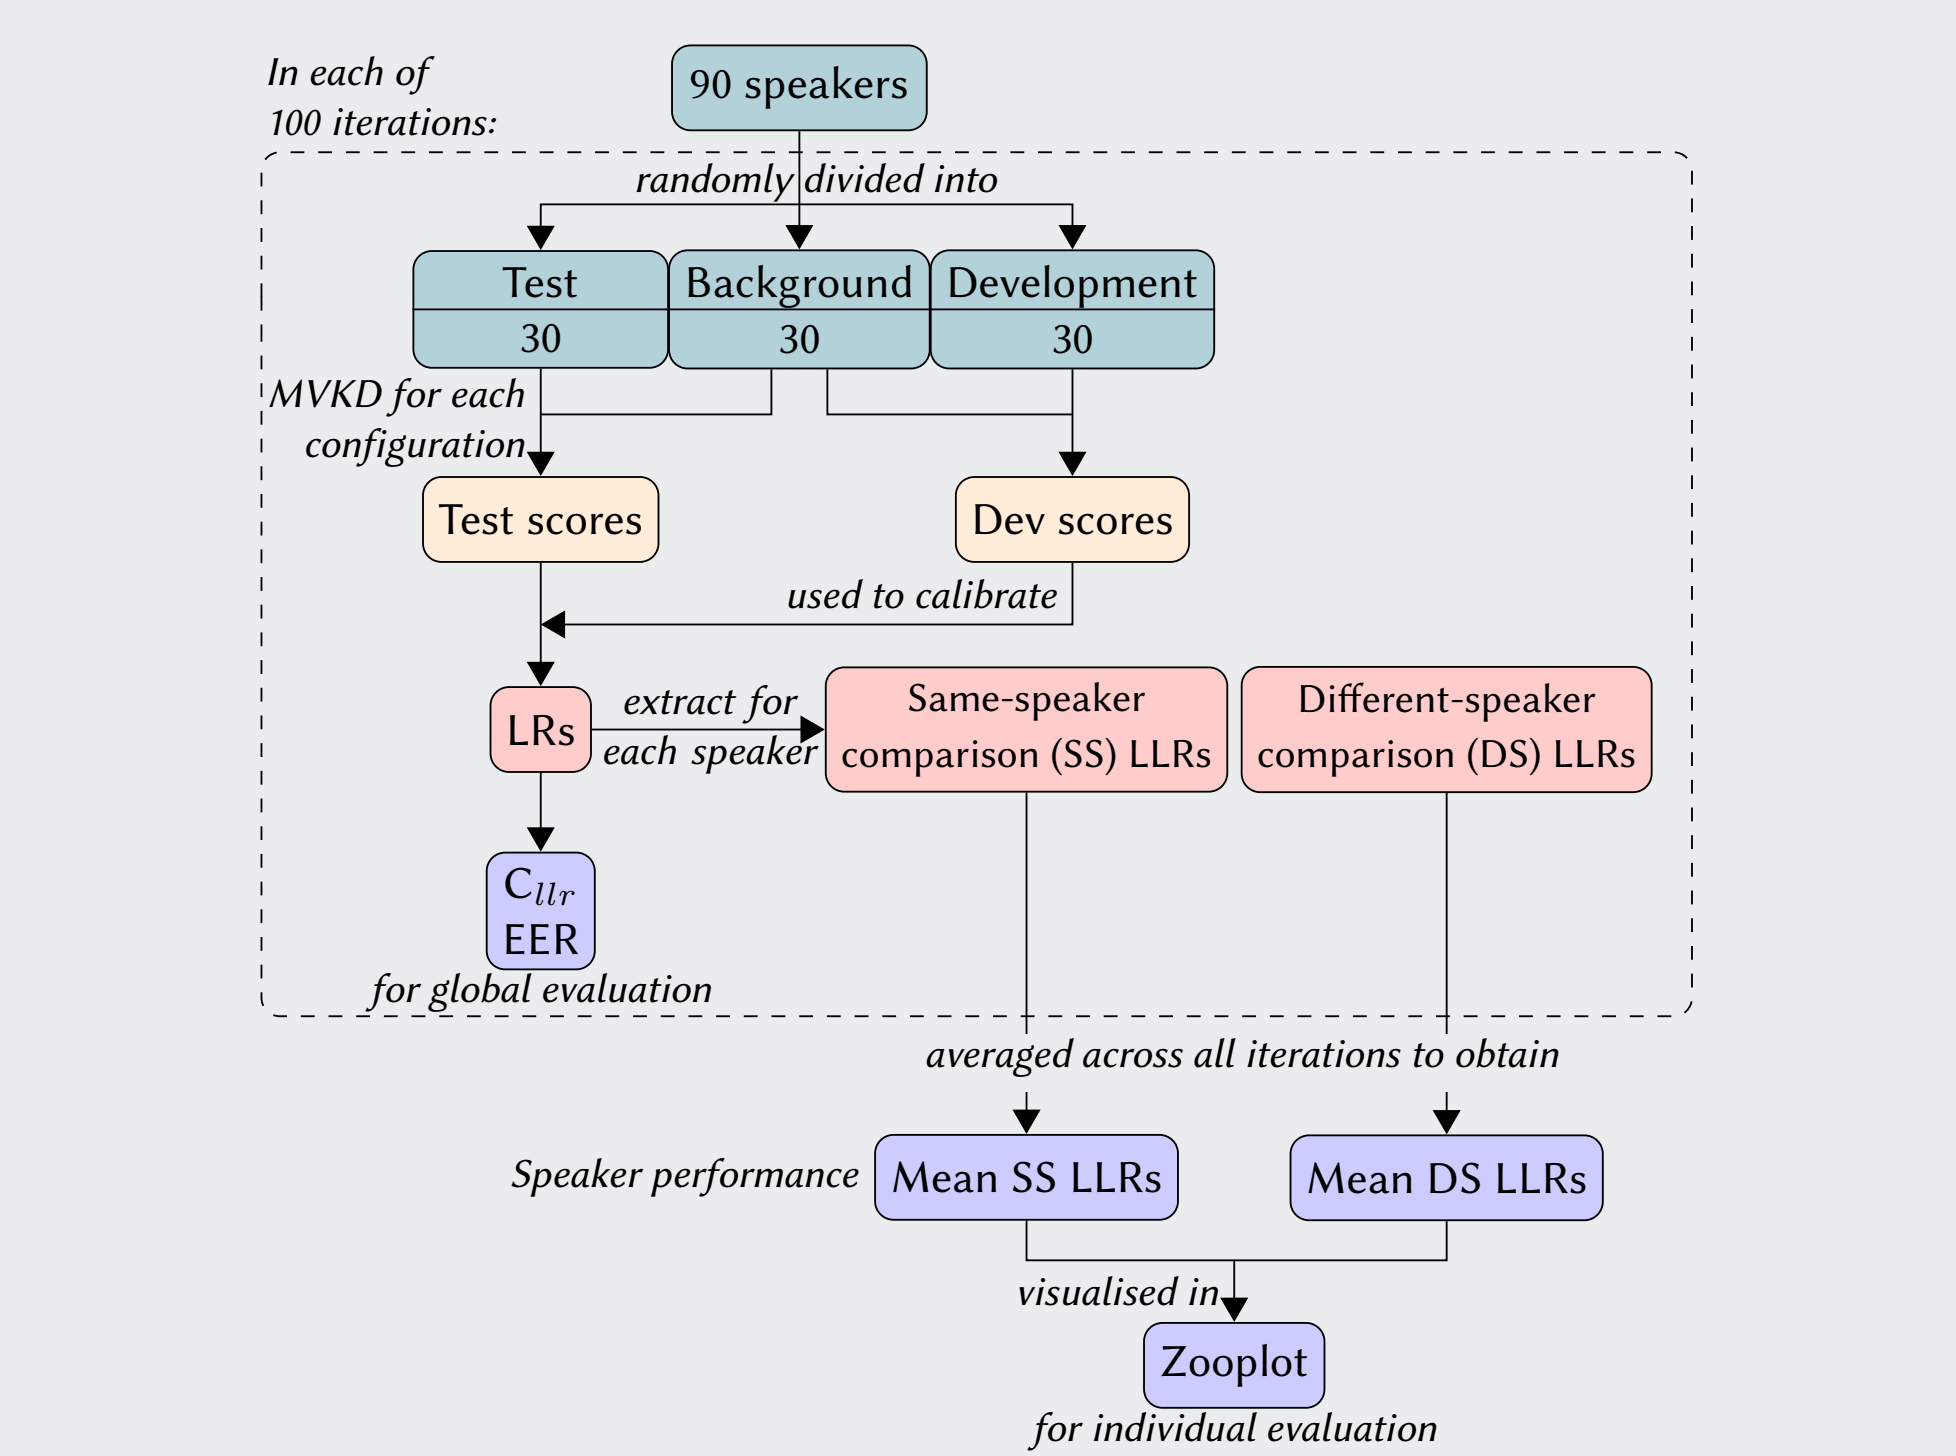 In each of
100 iterations:
90 speakers
randomly divided into
Test
Background
Development
30
30
30
MVKD for each
configuration
Test scores
Dev scores
used to calibrate
LRs
extract for
each speaker
Same-speaker
comparison (SS) LLRs
Different-speaker
comparison (DS) LLRs
Cllr
EER
for global evaluation
averaged across all iterations to obtain
Speaker performance
Mean SS LLRs
Mean DS LLRs
visualised in
Zooplot
for individual evaluation